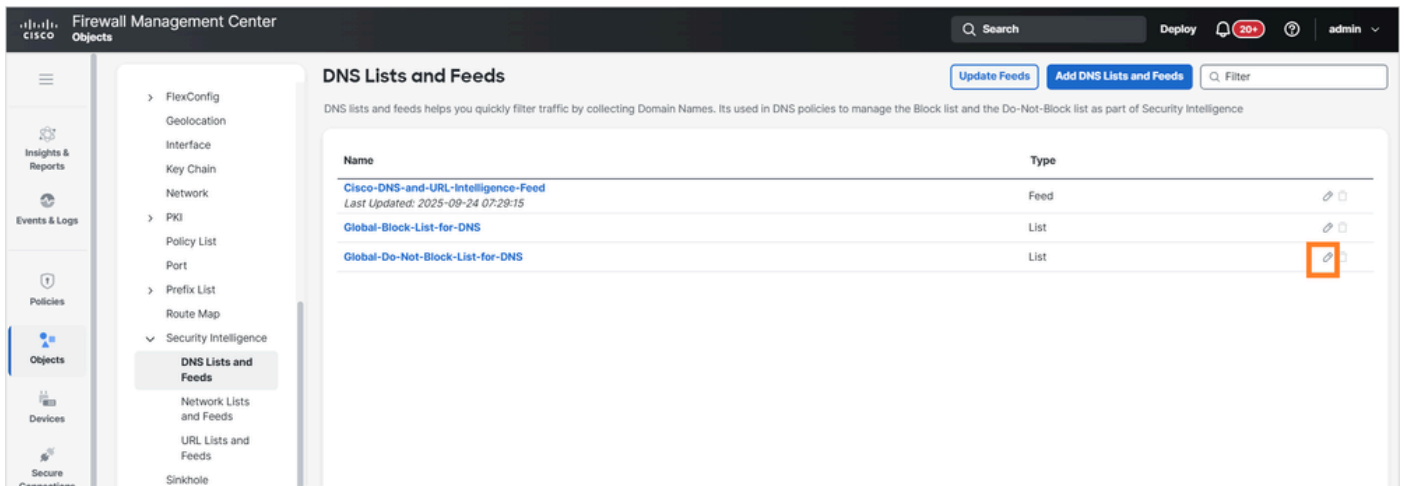 CISCO
Firewall Management Center
Objects
Search
Deploy
20+
admin
Insights &
Reports
Events & Logs
Policies
Objects
Devices
Secure
Connections
FlexConfig
Geolocation
Interface
Key Chain
Network
PKI
Policy List
Port
Prefix List
Route Map
Security Intelligence
DNS Lists and
Feeds
Network Lists
and Feeds
URL Lists and
Feeds
Sinkhole
DNS Lists and Feeds
Update Feeds
Add DNS Lists and Feeds
Filter
DNS lists and feeds helps you quickly filter traffic by collecting Domain Names. Its used in DNS policies to manage the Block list and the Do-Not-Block list as part of Security Intelligence
Name Type
Cisco-DNS-and-URL-Intelligence-Feed Feed
Last Updated: 2025-09-24 07:29:15
Global-Block-List-for-DNS List
Global-Do-Not-Block-List-for-DNS List